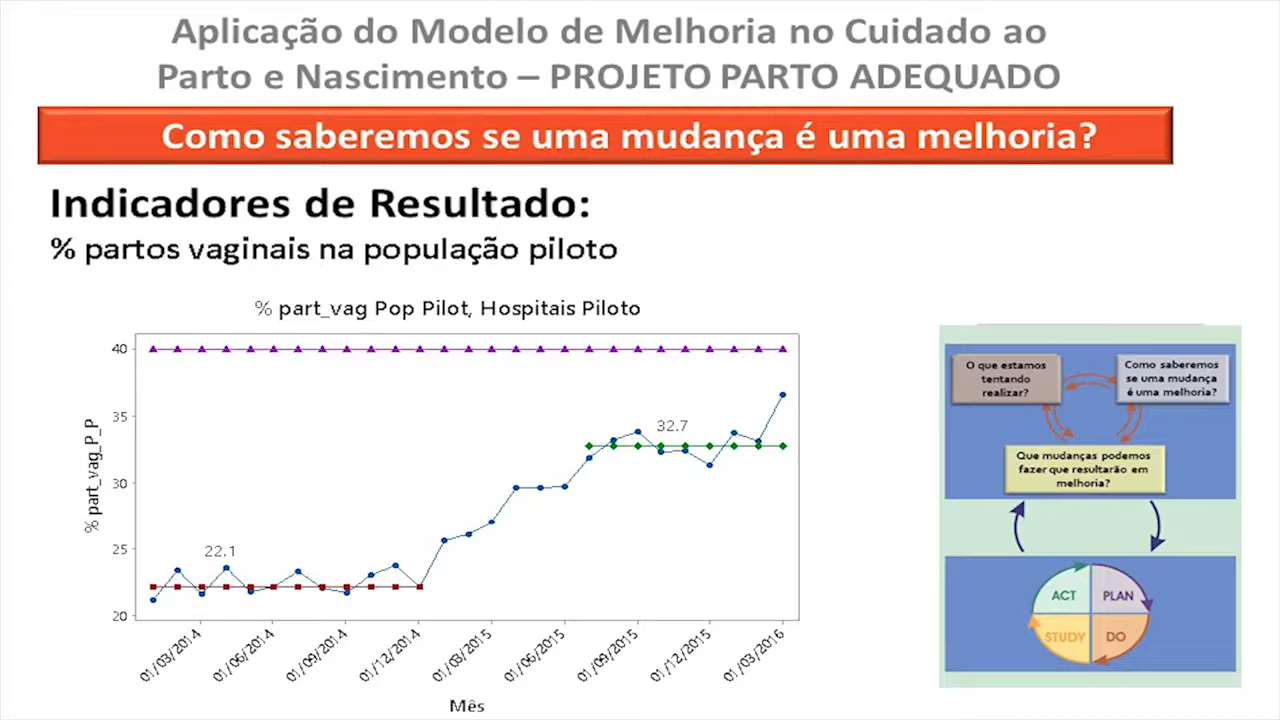 Aplicação do Modelo de Melhoria no Cuidado ao
Parto e Nascimento – PROJETO PARTO ADEQUADO
Como saberemos se uma mudança é uma melhoria?
Indicadores de Resultado:
% partos vaginais na população piloto
% part_vag Pop Pilot, Hospitais Piloto
% part_vag_P_P
40
35
30
25
20
22.1
32.7
01/03/2014
01/06/2014
01/09/2014
01/12/2014
01/03/2015
01/06/2015
01/09/2015
01/12/2015
01/03/2016
Mês
O que estamos
tentando
realizar?
Como saberemos
se uma mudança
é uma melhoria?
Que mudanças podemos
fazer que resultarão em
melhoria?
ACT
PLAN
STUDY
DO